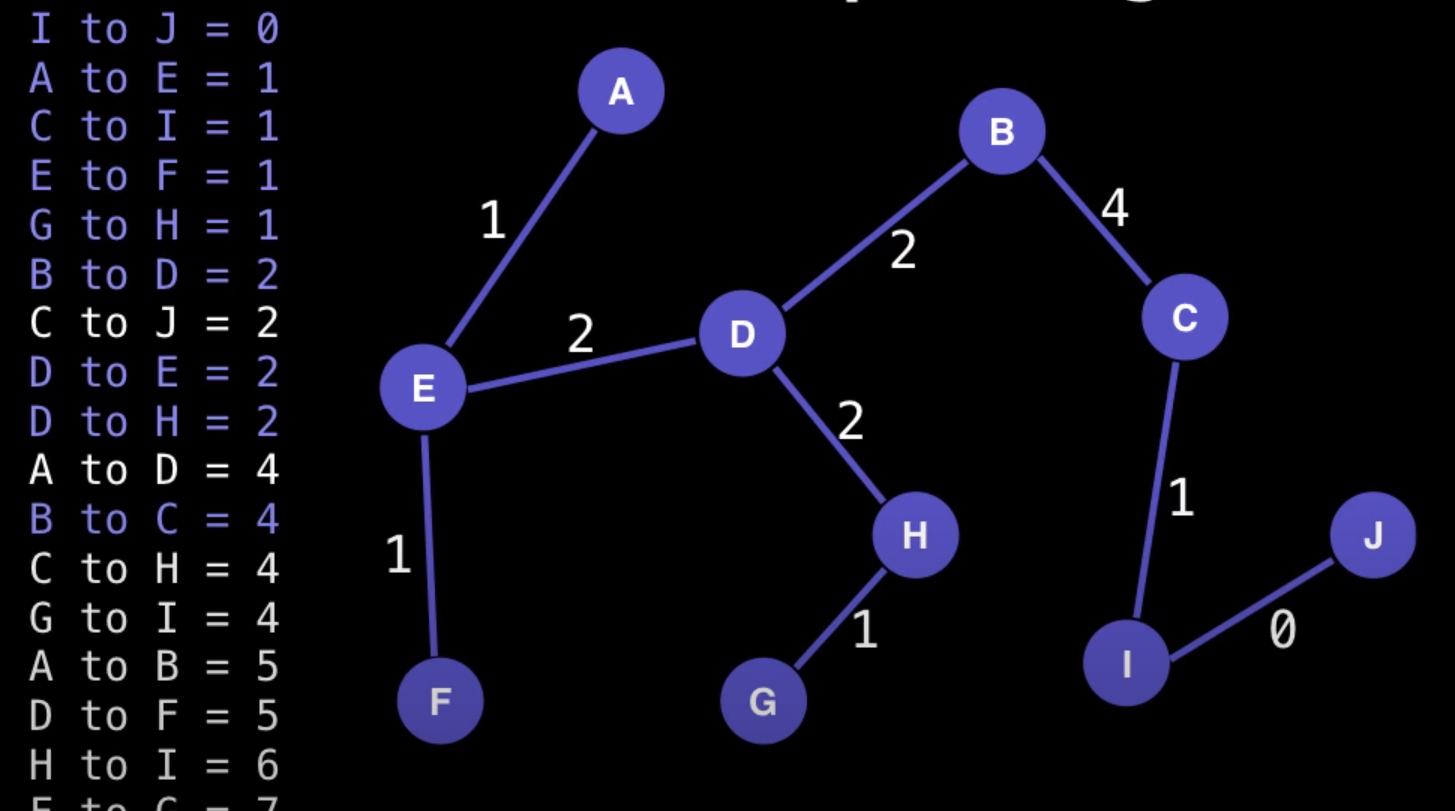 I to J = 0
A to E = 1
C to I = 1
E to F = 1
G to H = 1
B to D = 2
C to J = 2
D to E = 2
D to H = 2
A to D = 4
B to C = 4
C to H = 4
G to I = 4
A to B = 5
D to F = 5
H to I = 6
A
B
4
1
2
C
2
D
E
2
H
1
J
1
1
0
I
F
G